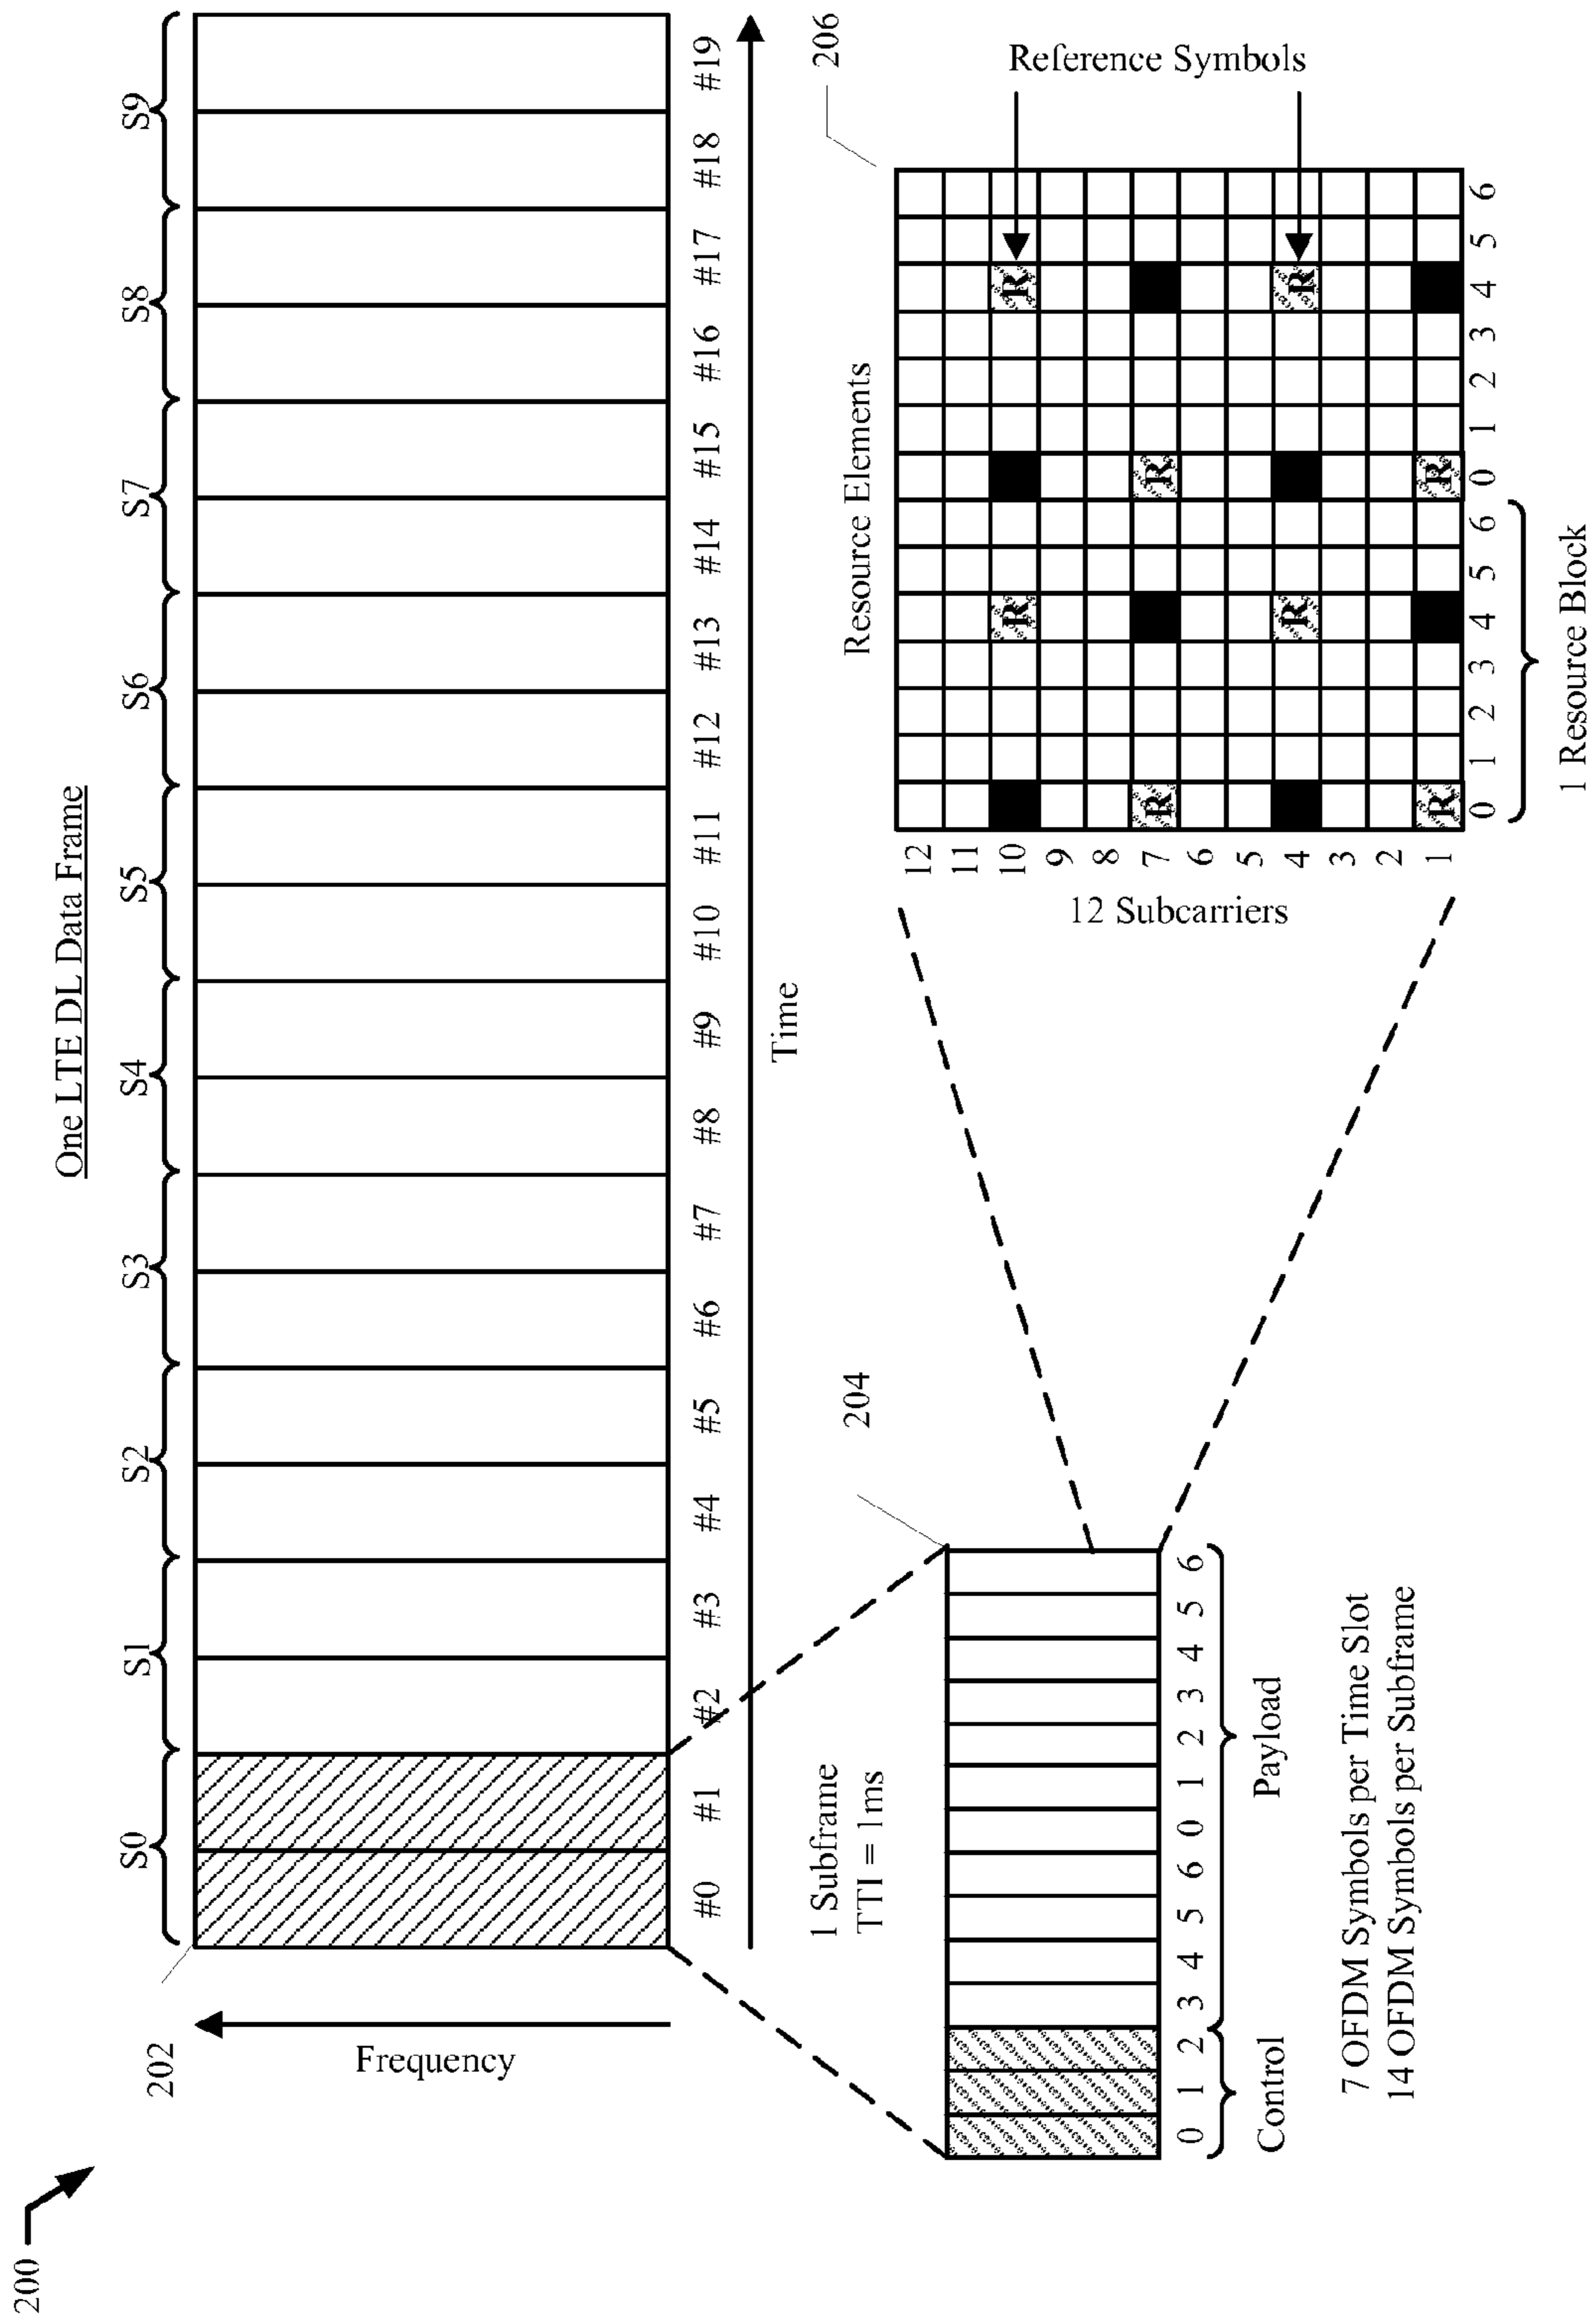 200
One LTE DL Data Frame
S0 S1 S2 S3 S4 S5 S6 S7 S8 S9
202
Frequency
#0 #1 #2 #3 #4 #5 #6 #7 #8 #9 #10 #11 #12 #13 #14 #15 #16 #17 #18 #19
Time
1 Subframe
TTI = 1ms
204
0 1 2 3 4 5 6 0 1 2 3 4 5 6
Control
Payload
7 OFDM Symbols per Time Slot
14 OFDM Symbols per Subframe
206
Resource Elements
Reference Symbols
12
11
10 R R
9
8
7 R R
6
5
4 R R
3
2
1 R R
12 Subcarriers
0 1 2 3 4 5 6 0 1 2 3 4 5 6
1 Resource Block